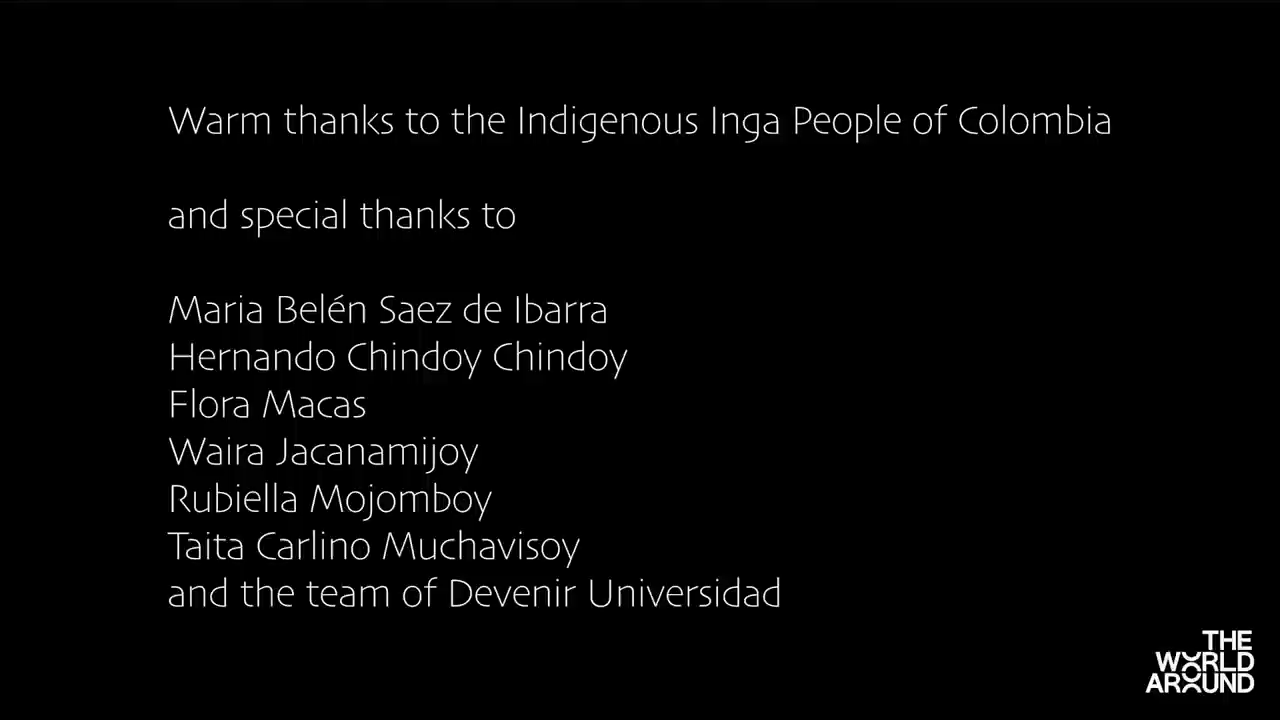 Warm thanks to the Indigenous Inga People of Colombia
and special thanks to
Maria Belén Saez de Ibarra
Hernando Chindoy Chindoy
Flora Macas
Waira Jacanamijoy
Rubiella Mojomboy
Taita Carlino Muchavisoy
and the team of Devenir Universidad
THE
WORLD
AROUND